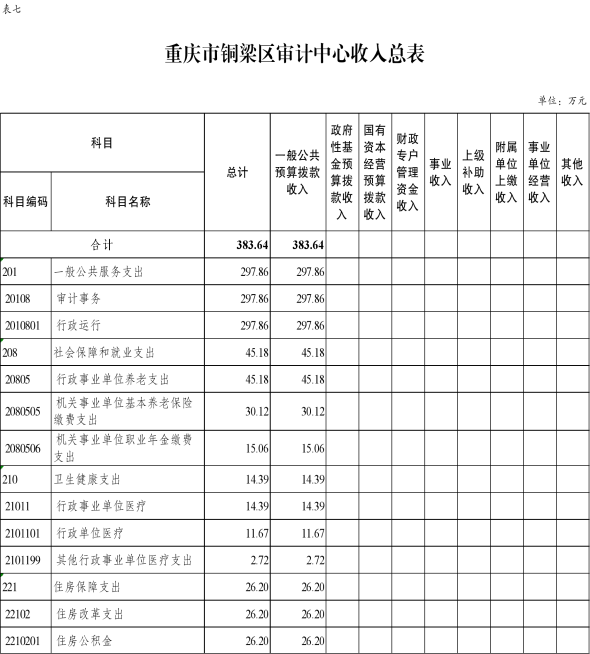 表七
重庆市铜梁区审计中心收入总表
单位：万元
科目 总计 一般公共预算拨款收入 政府性基金预算拨款收入 国有资本经营预算拨款收入 财政专户管理资金收入 事业收入 上级补助收入 附属单位上缴收入 事业单位经营收入 其他收入
科目编码 科目名称
合计 383.64 383.64
201 一般公共服务支出 297.86 297.86
20108 审计事务 297.86 297.86
2010801 行政运行 297.86 297.86
208 社会保障和就业支出 45.18 45.18
20805 行政事业单位养老支出 45.18 45.18
2080505 机关事业单位基本养老保险缴费支出 30.12 30.12
2080506 机关事业单位职业年金缴费支出 15.06 15.06
210 卫生健康支出 14.39 14.39
21011 行政事业单位医疗 14.39 14.39
2101101 行政单位医疗 11.67 11.67
2101199 其他行政事业单位医疗支出 2.72 2.72
221 住房保障支出 26.20 26.20
22102 住房改革支出 26.20 26.20
2210201 住房公积金 26.20 26.20